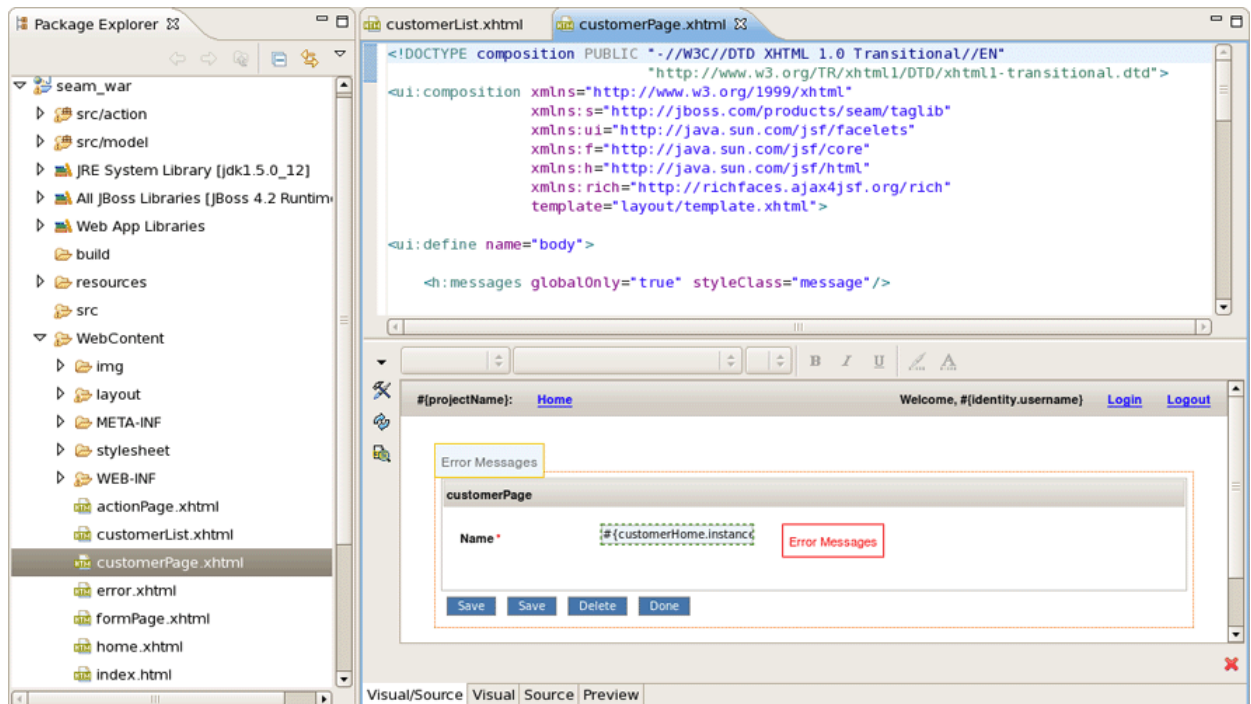 Package Explorer
seam_war
src/action
src/model
JRE System Library [jdk1.5.0_12]
All JBoss Libraries [JBoss 4.2 Runtim
Web App Libraries
build
resources
src
WebContent
img
layout
META-INF
stylesheet
WEB-INF
actionPage.xhtml
customerList.xhtml
customerPage.xhtml
error.xhtml
formPage.xhtml
home.xhtml
index.html
customerList.xhtml customerPage.xhtml
<!DOCTYPE composition PUBLIC "-//W3C//DTD XHTML 1.0 Transitional//EN"
"http://www.w3.org/TR/xhtml1/DTD/xhtml1-transitional.dtd">
<ui:composition xmlns="http://www.w3.org/1999/xhtml"
xmlns:s="http://jboss.com/products/seam/taglib"
xmlns:ui="http://java.sun.com/jsf/facelets"
xmlns:f="http://java.sun.com/jsf/core"
xmlns:h="http://java.sun.com/jsf/html"
xmlns:rich="http://richfaces.ajax4jsf.org/rich"
template="layout/template.xhtml">
<ui:define name="body">
<h:messages globalOnly="true" styleClass="message"/>
B I U A
#{projectName}: Home Welcome, #{identity.username} Login Logout
Error Messages
customerPage
Name * #{customerHome.instance Error Messages
Save Save Delete Done
Visual/Source Visual Source Preview